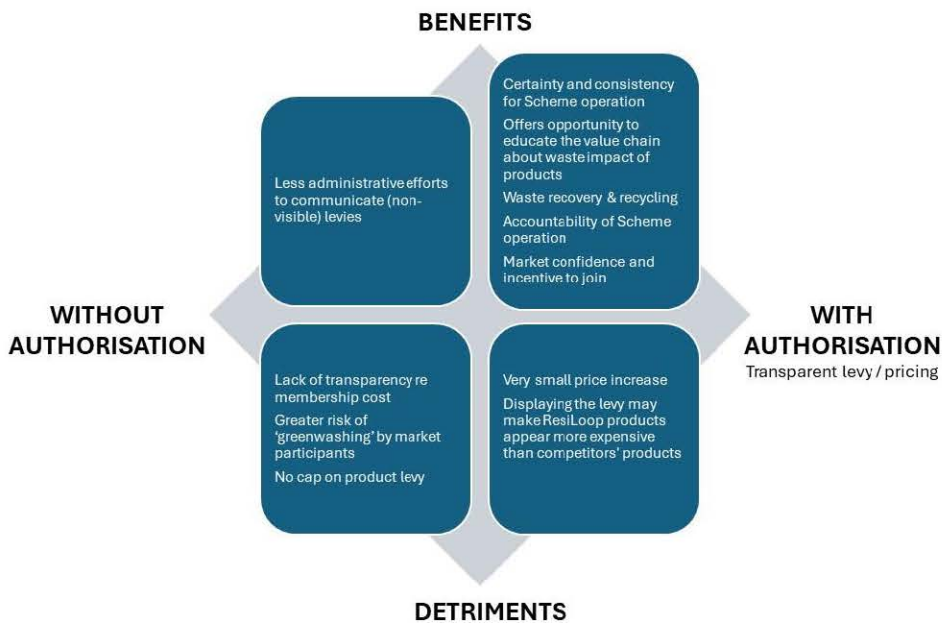 BENEFITS
Less administrative efforts
to communicate (non-
visible) levies
Certainty and consistency
for Scheme operation
Offers opportunity to
educate the value chain
about waste impact of
products
Waste recovery & recycling
Accountability of Scheme
operation
Market confidence and
incentive to join
WITHOUT
AUTHORISATION
WITH
AUTHORISATION
Transparent levy / pricing
Lack of transparency re
membership cost
Greater risk of
‘greenwashing’ by market
participants
No cap on product levy
Very small price increase
Displaying the levy may
make ResiLoop products
appear more expensive
than competitors’ products
DETRIMENTS